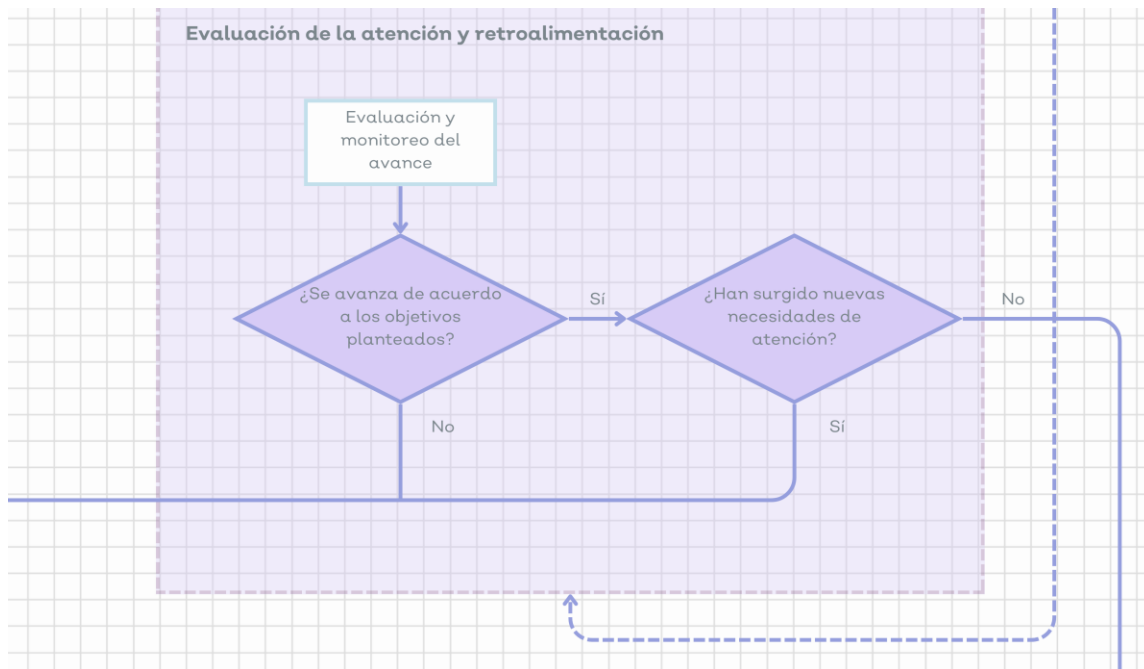 Evaluación de la atención y retroalimentación
Evaluación y
monitoreo del
avance
¿Se avanza de acuerdo
a los objetivos
planteados?
Sí
¿Han surgido nuevas
necesidades de
atención?
No
No
Sí